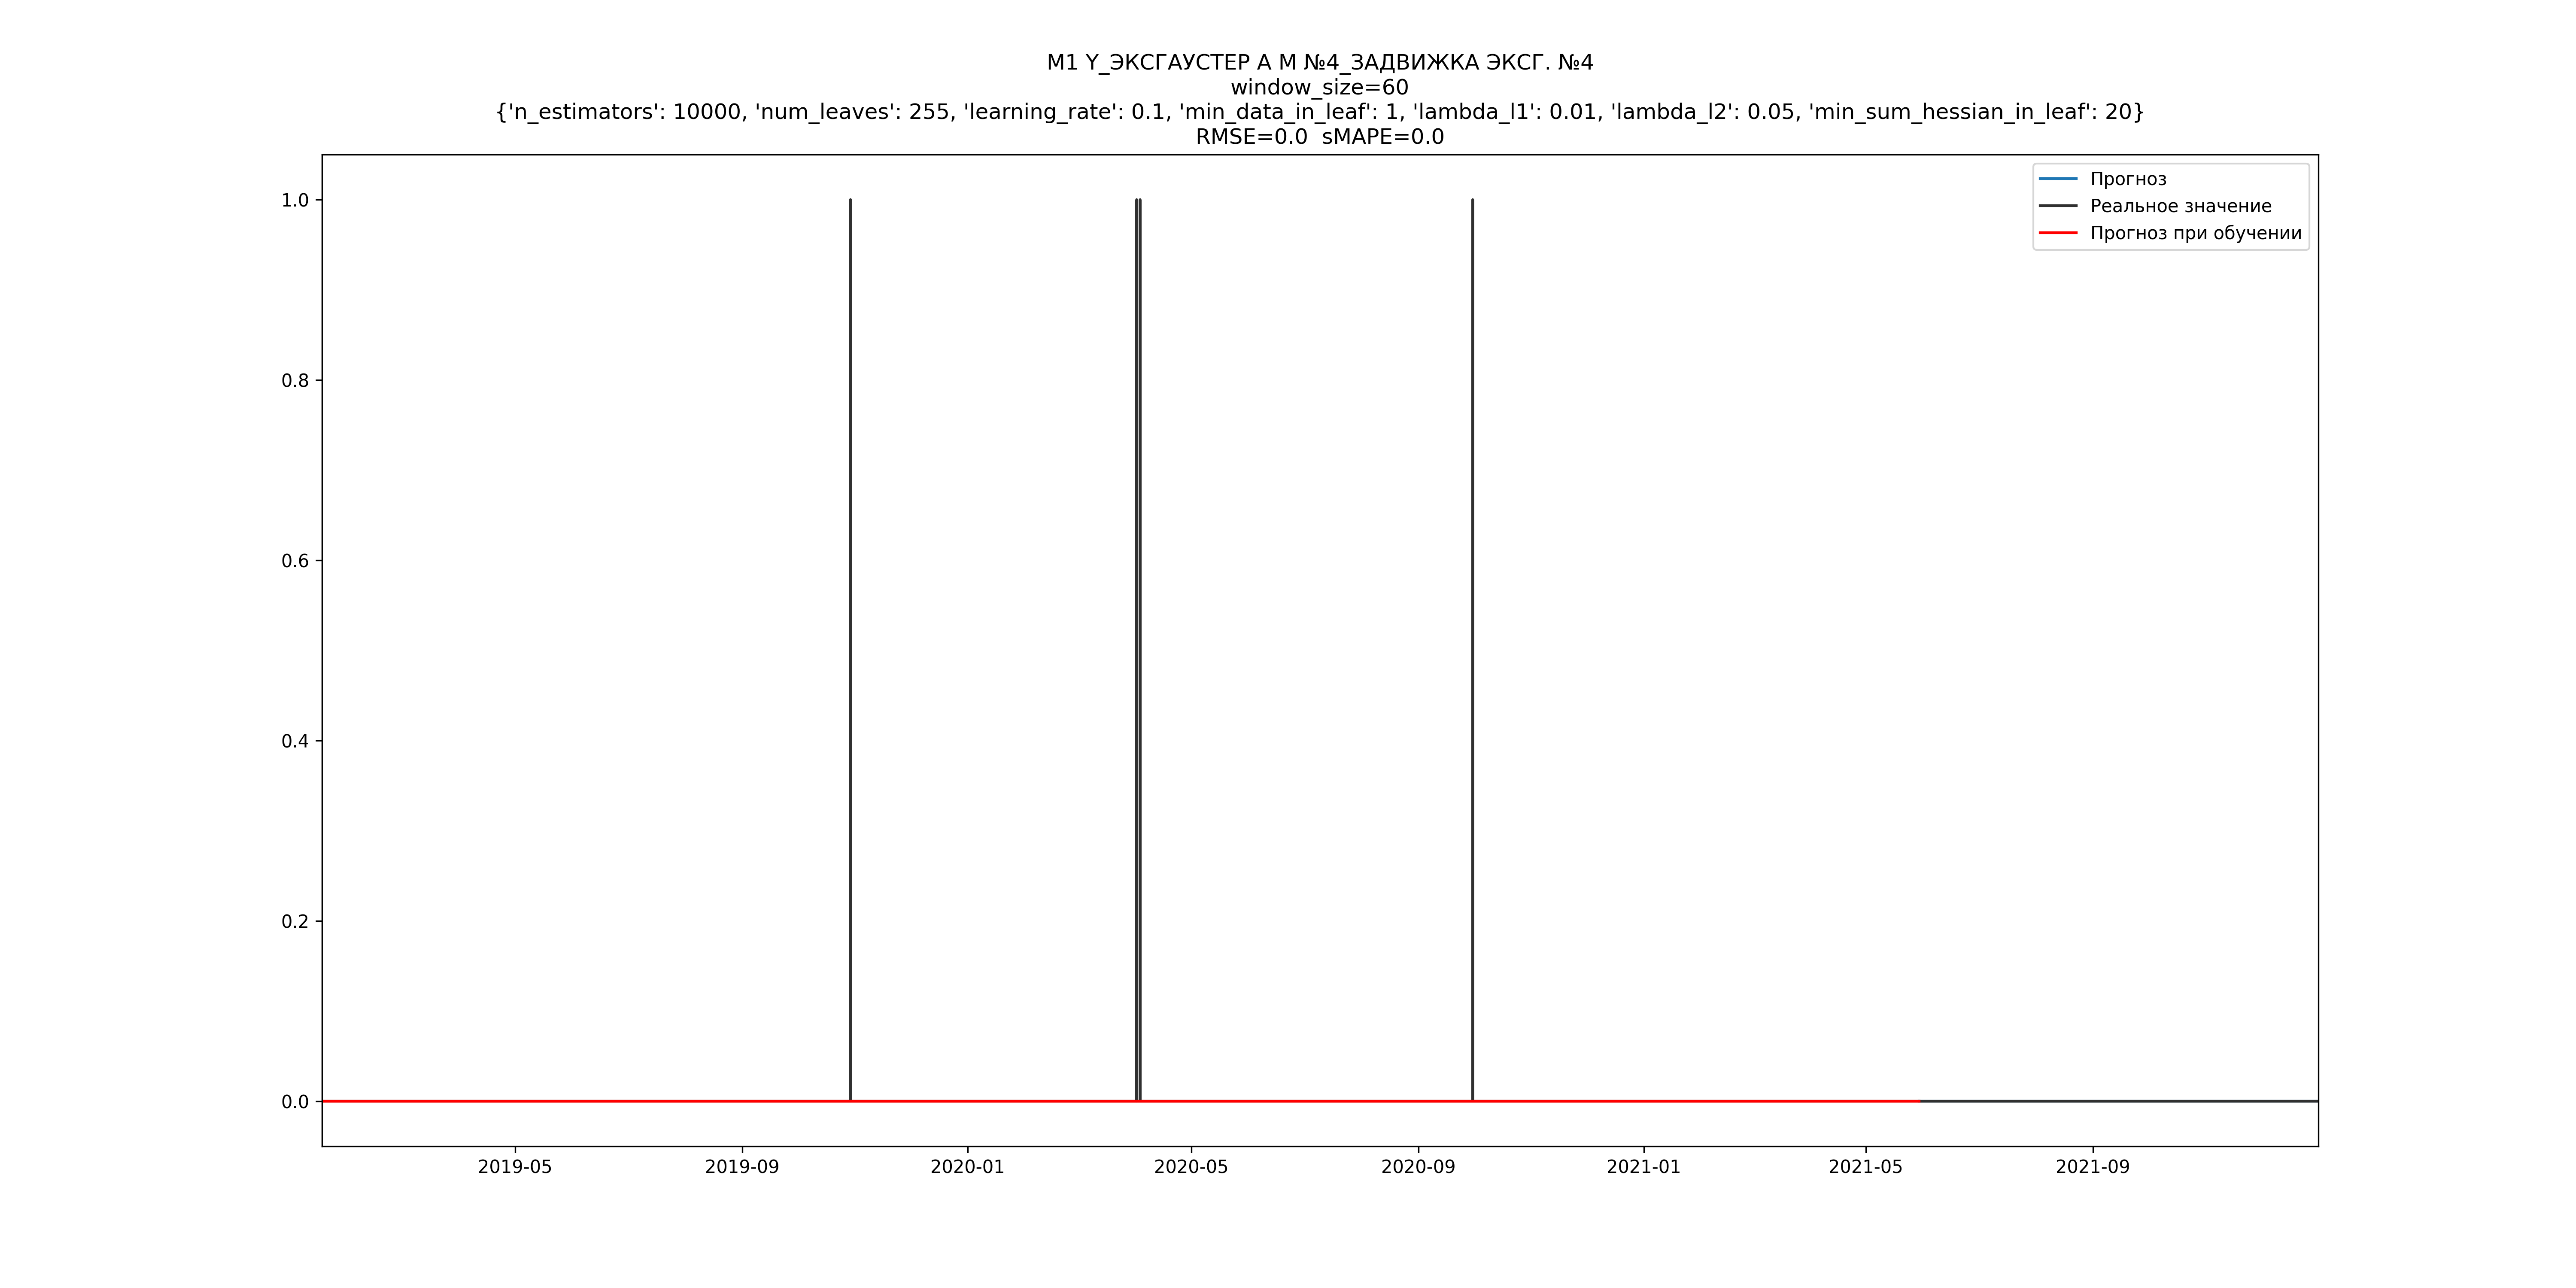 М1 Y_ЭКСГАУСТЕР А М №4_ЗАДВИЖКА ЭКСГ. №4
window_size=60
{'n_estimators': 10000, 'num_leaves': 255, 'learning_rate': 0.1, 'min_data_in_leaf': 1, 'lambda_l1': 0.01, 'lambda_l2': 0.05, 'min_sum_hessian_in_leaf': 20}
RMSE=0.0  sMAPE=0.0
Прогноз
Реальное значение
Прогноз при обучении
1.0
0.8
0.6
0.4
0.2
0.0
2019-05
2019-09
2020-01
2020-05
2020-09
2021-01
2021-05
2021-09